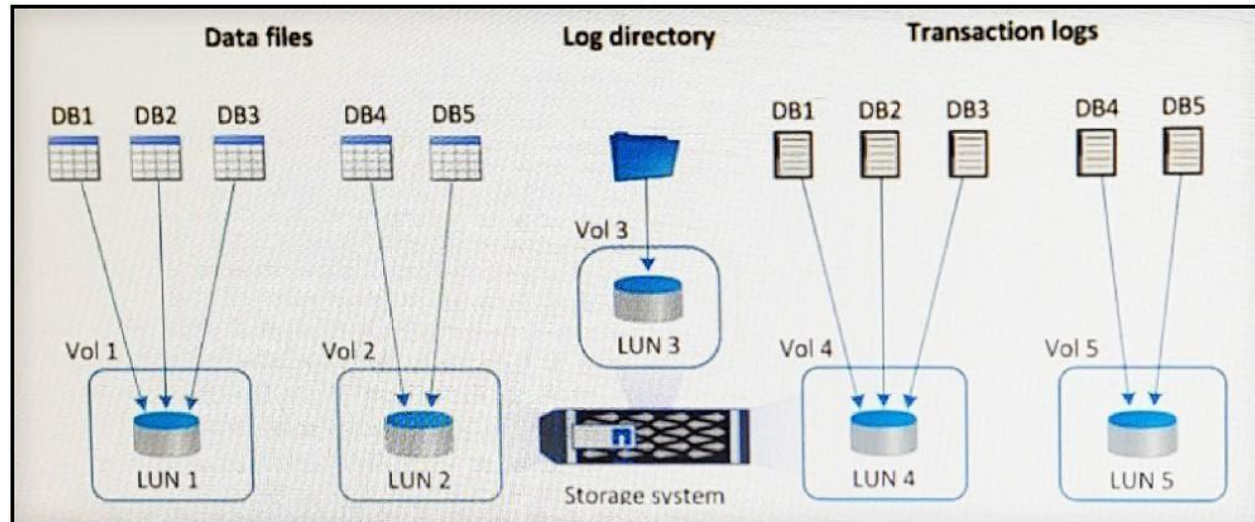 Data files
Log directory
Transaction logs
DB1 DB2 DB3 DB4 DB5
DB1 DB2 DB3 DB4 DB5
Vol 3
LUN 3
Vol 1
Vol 2
Vol 4
Vol 5
LUN 1
LUN 2
LUN 4
LUN 5
Storage system